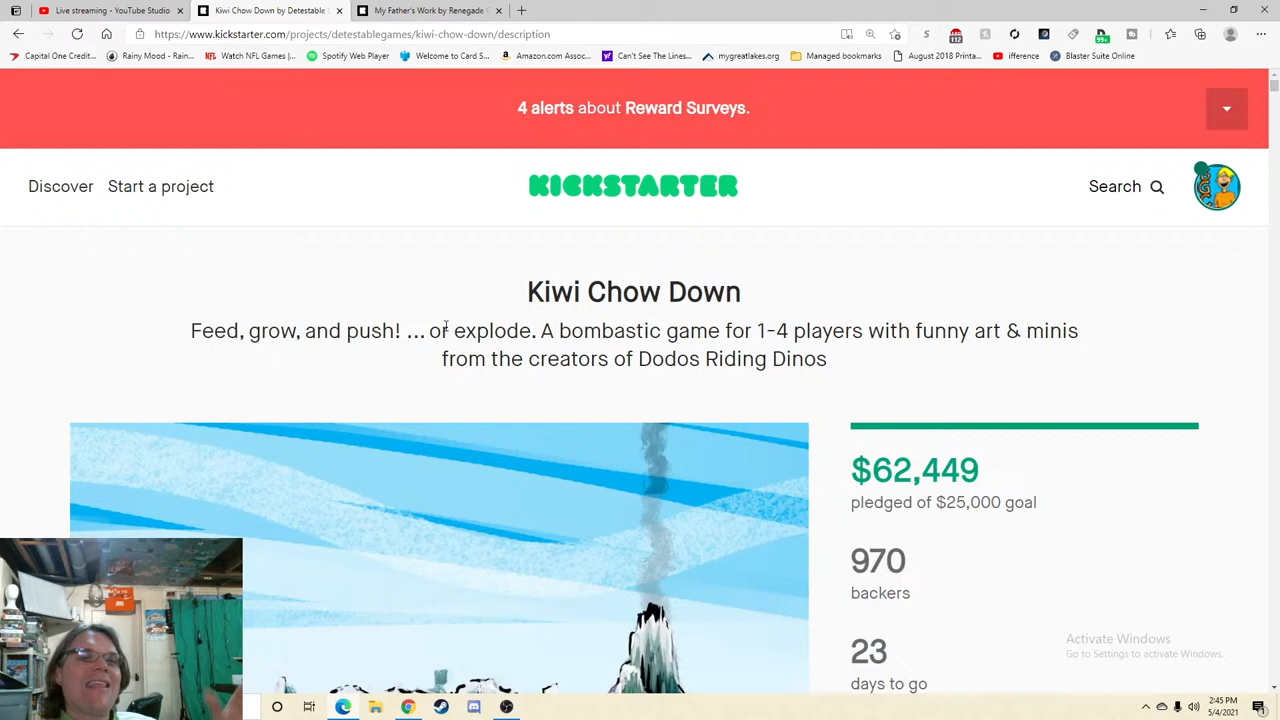 Live streaming - YouTube Studio
Kiwi Chow Down by Detestable G
My Father's Work by Renegade G
https://www.kickstarter.com/projects/detestablegames/kiwi-chow-down/description
Capital One Credit...
Rainy Mood - Rain...
Watch NFL Games |...
Spotify Web Player
Welcome to Card S...
Amazon.com Assoc...
Can't See The Lines...
mygreatlakes.org
Managed bookmarks
August 2018 Printa...
ifference
Blaster Suite Online
4 alerts about Reward Surveys.
Discover Start a project
KICKSTARTER
Search
Kiwi Chow Down
Feed, grow, and push! ... or explode. A bombastic game for 1-4 players with funny art & minis
from the creators of Dodos Riding Dinos
$62,449
pledged of $25,000 goal
970
backers
23
days to go
Activate Windows
Go to Settings to activate Windows.
2:45 PM
5/4/2021